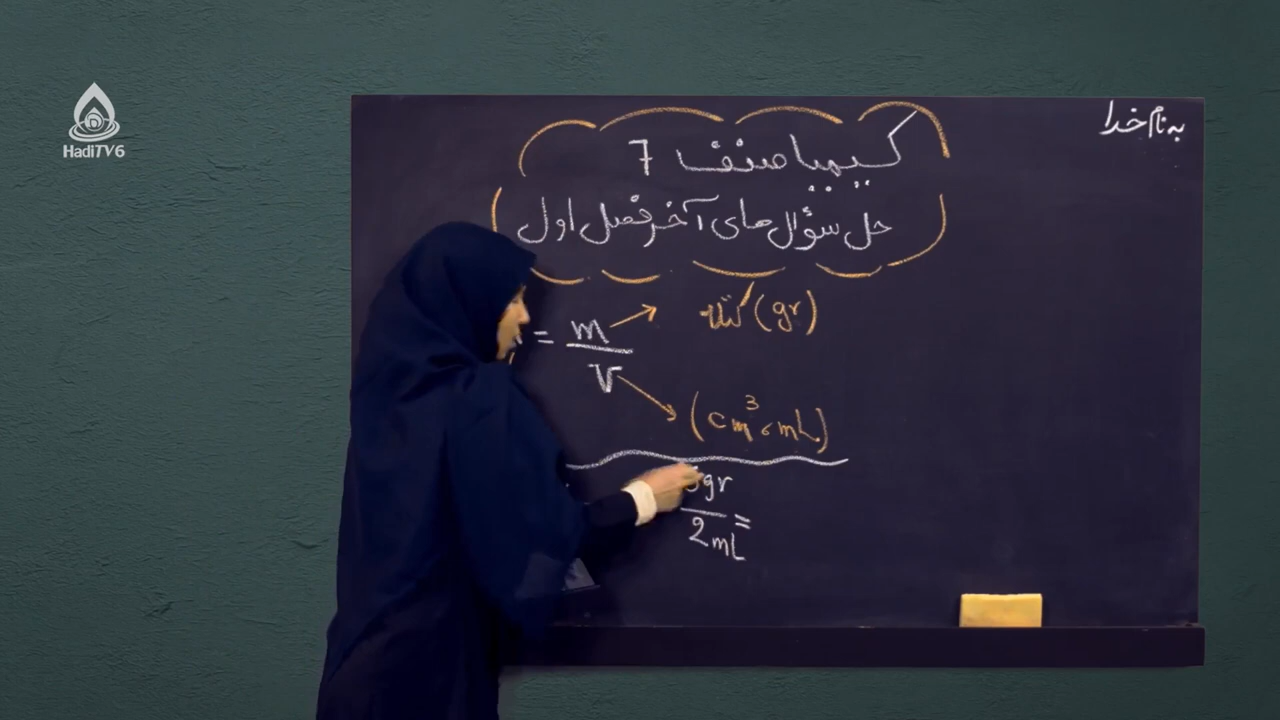 HadiTV6
به نام خدا
کیمیا صنف 7
حل سؤال های آخر فصل اول
= m/V
کتله (gr)
(cm³، mL)
gr/2mL =